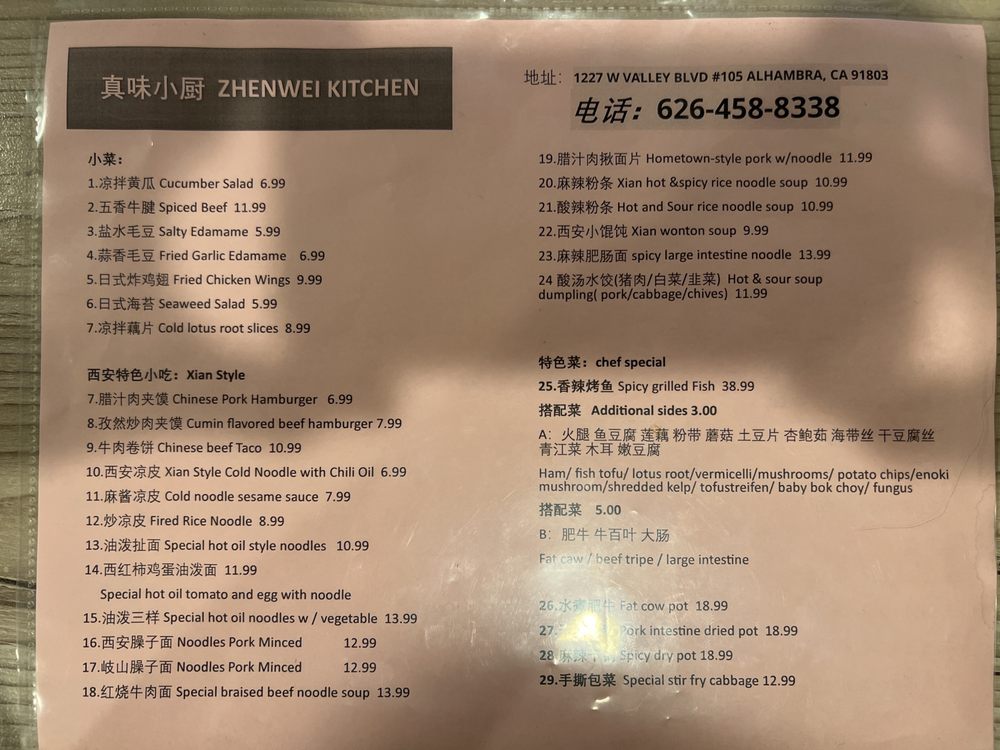 真味小厨 ZHENWEI KITCHEN
地址： 1227 W VALLEY BLVD #105 ALHAMBRA, CA 91803
电话：626-458-8338
小菜：
1.凉拌黄瓜 Cucumber Salad 6.99
2.五香牛腱 Spiced Beef 11.99
3.盐水毛豆 Salty Edamame 5.99
4.蒜香毛豆 Fried Garlic Edamame 6.99
5.日式炸鸡翅 Fried Chicken Wings 9.99
6.日式海苔 Seaweed Salad 5.99
7.凉拌藕片 Cold lotus root slices 8.99
西安特色小吃：Xian Style
7.腊汁肉夹馍 Chinese Pork Hamburger 6.99
8.孜然炒肉夹馍 Cumin flavored beef hamburger 7.99
9.牛肉卷饼 Chinese beef Taco 10.99
10.西安凉皮 Xian Style Cold Noodle with Chili Oil 6.99
11.麻酱凉皮 Cold noodle sesame sauce 7.99
12.炒凉皮 Fired Rice Noodle 8.99
13.油泼扯面 Special hot oil style noodles 10.99
14.西红柿鸡蛋油泼面 11.99
Special hot oil tomato and egg with noodle
15.油泼三样 Special hot oil noodles w / vegetable 13.99
16.西安臊子面 Noodles Pork Minced 12.99
17.岐山臊子面 Noodles Pork Minced 12.99
18.红烧牛肉面 Special braised beef noodle soup 13.99
19.腊汁肉揪面片 Hometown-style pork w/noodle 11.99
20.麻辣粉条 Xian hot &spicy rice noodle soup 10.99
21.酸辣粉条 Hot and Sour rice noodle soup 10.99
22.西安小馄饨 Xian wonton soup 9.99
23.麻辣肥肠面 spicy large intestine noodle 13.99
24 酸汤水饺(猪肉/白菜/韭菜) Hot & sour soup
dumpling( pork/cabbage/chives) 11.99
特色菜：chef special
25.香辣烤鱼 Spicy grilled Fish 38.99
搭配菜 Additional sides 3.00
A： 火腿 鱼豆腐 莲藕 粉带 蘑菇 土豆片 杏鲍茹 海带丝 干豆腐丝
青江菜 木耳 嫩豆腐
Ham/ fish tofu/ lotus root/vermicelli/mushrooms/ potato chips/enoki
mushroom/shredded kelp/ tofustreifen/ baby bok choy/ fungus
搭配菜 5.00
B： 肥牛 牛百叶 大肠
Fat caw / beef tripe / large intestine
26.水煮肥牛 Fat cow pot 18.99
27. Pork intestine dried pot 18.99
28 麻辣 Spicy dry pot 18.99
29.手撕包菜 Special stir fry cabbage 12.99